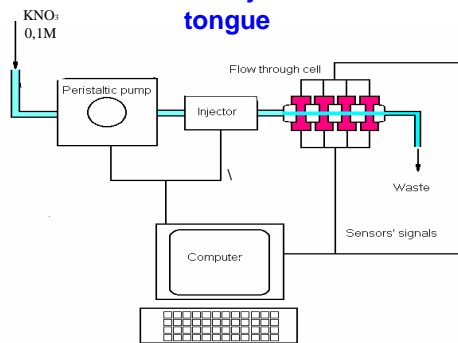 tongue
KNO₃
0,1M
Peristaltic pump
Injector
Flow through cell
\
Waste
Sensors' signals
Computer